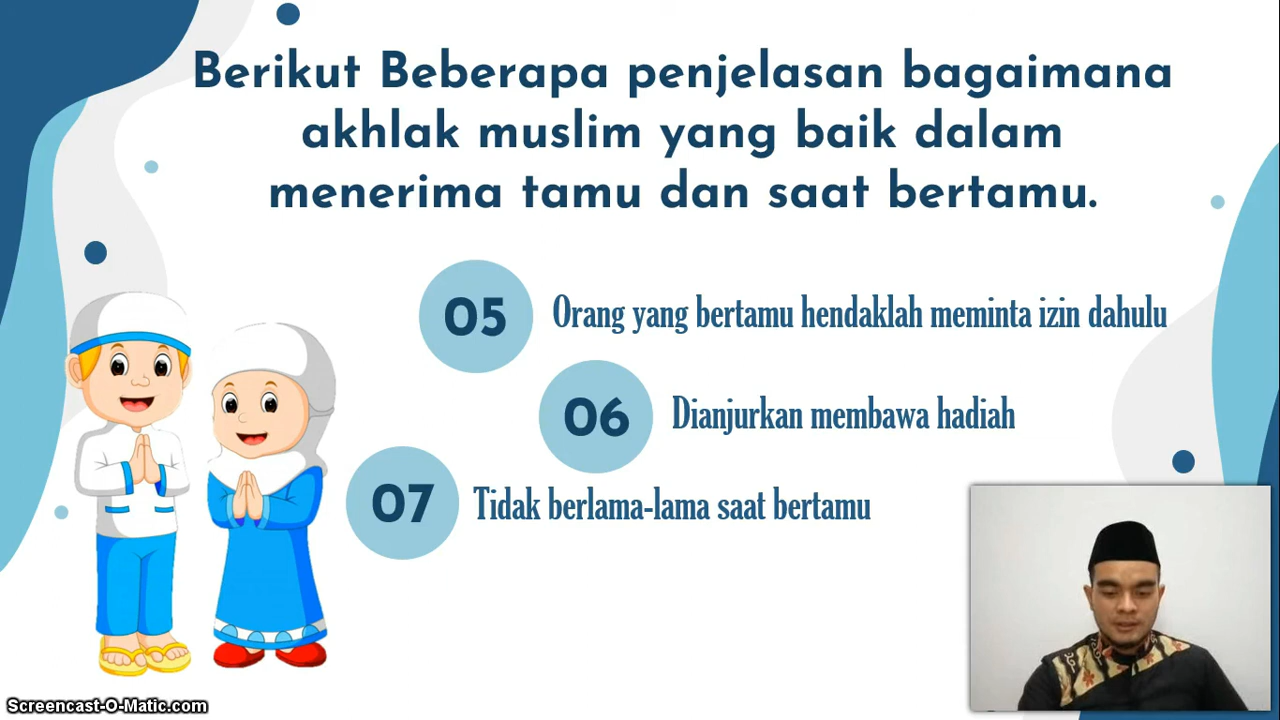 Berikut Beberapa penjelasan bagaimana
akhlak muslim yang baik dalam
menerima tamu dan saat bertamu.
05 Orang yang bertamu hendaklah meminta izin dahulu
06 Dianjurkan membawa hadiah
07 Tidak berlama-lama saat bertamu
Screencast-O-Matic.com